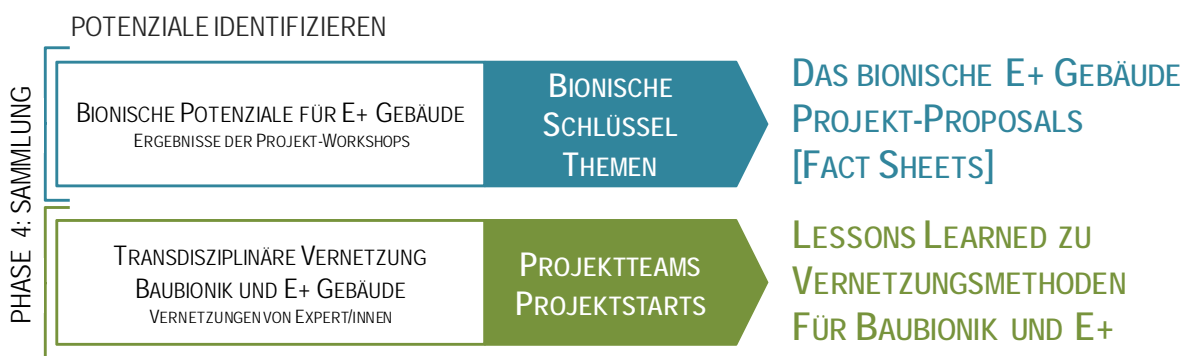 POTENZIALE IDENTIFIZIEREN
PHASE 4: SAMMLUNG
BIONISCHE POTENZIALE FÜR E+ GEBÄUDE
ERGEBNISSE DER PROJEKT-WORKSHOPS
BIONISCHE
SCHLÜSSEL
THEMEN
DAS BIONISCHE E+ GEBÄUDE
PROJEKT-PROPOSALS
[FACT SHEETS]
TRANSDISZIPLINÄRE VERNETZUNG
BAUBIONIK UND E+ GEBÄUDE
VERNETZUNGEN VON EXPERT/INNEN
PROJEKTTEAMS
PROJEKTSTARTS
LESSONS LEARNED ZU
VERNETZUNGSMETHODEN
FÜR BAUBIONIK UND E+